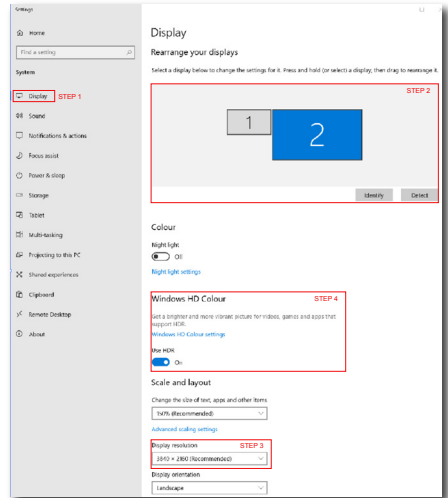 Settings
Home
Find a setting
System
Display
STEP 1
Sound
Notifications & actions
Focus assist
Power & sleep
Storage
Tablet
Multi-tasking
Projecting to this PC
Shared experiences
Clipboard
Remote Desktop
About
Display
Rearrange your displays
Select a display below to change the settings for it. Press and hold (or select) a display, then drag to rearrange it.
STEP 2
1
2
Identify
Detect
Colour
Night light
Off
Night light settings
Windows HD Colour
STEP 4
Get a brighter and more vibrant picture for videos, games and apps that
support HDR.
Windows HD Colour settings
Use HDR
On
Scale and layout
Change the size of text, apps and other items
150% (Recommended)
Advanced scaling settings
Display resolution
STEP 3
3840 × 2160 (Recommended)
Display orientation
Landscape